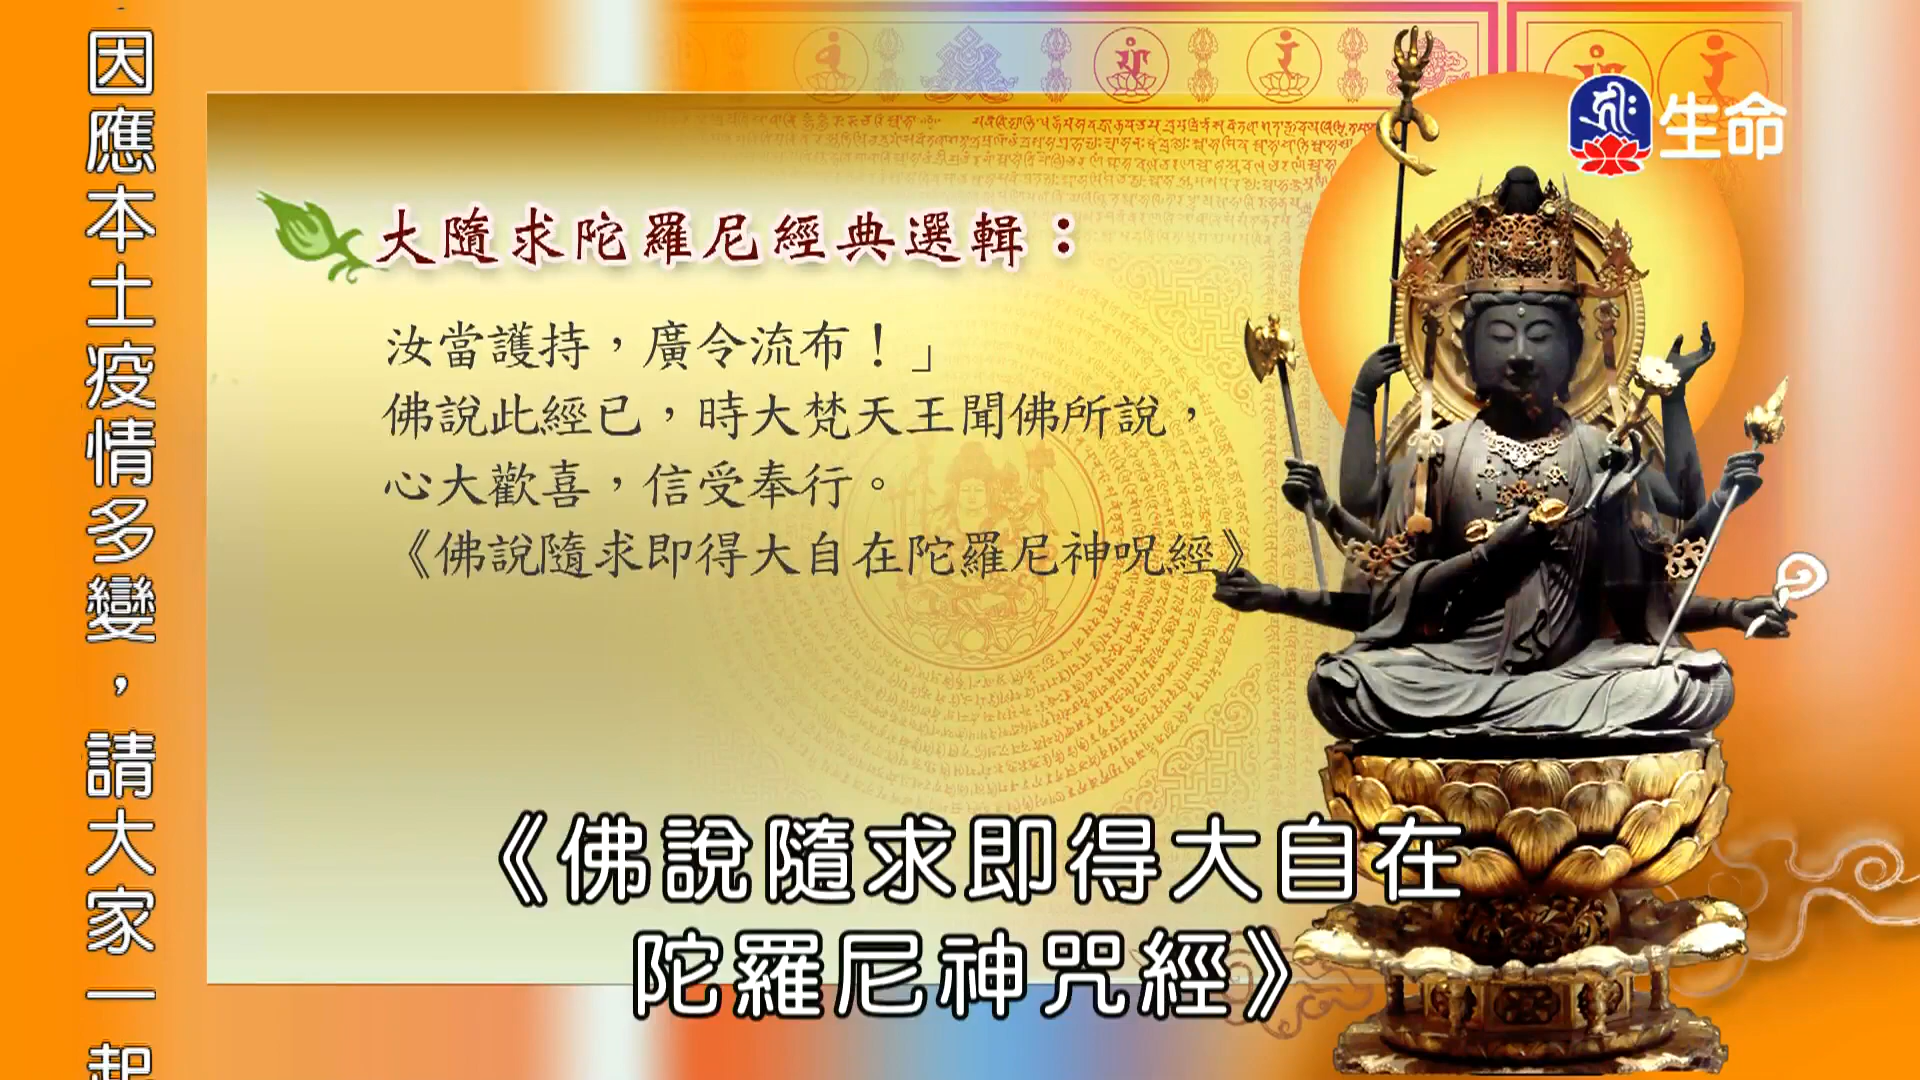 因應本土疫情多變，請大家一起
生命
大隨求陀羅尼經典選輯：
汝當護持，廣令流布！」
佛說此經已，時大梵天王聞佛所說，
心大歡喜，信受奉行。
《佛說隨求即得大自在陀羅尼神呪經》
《佛說隨求即得大自在
陀羅尼神咒經》